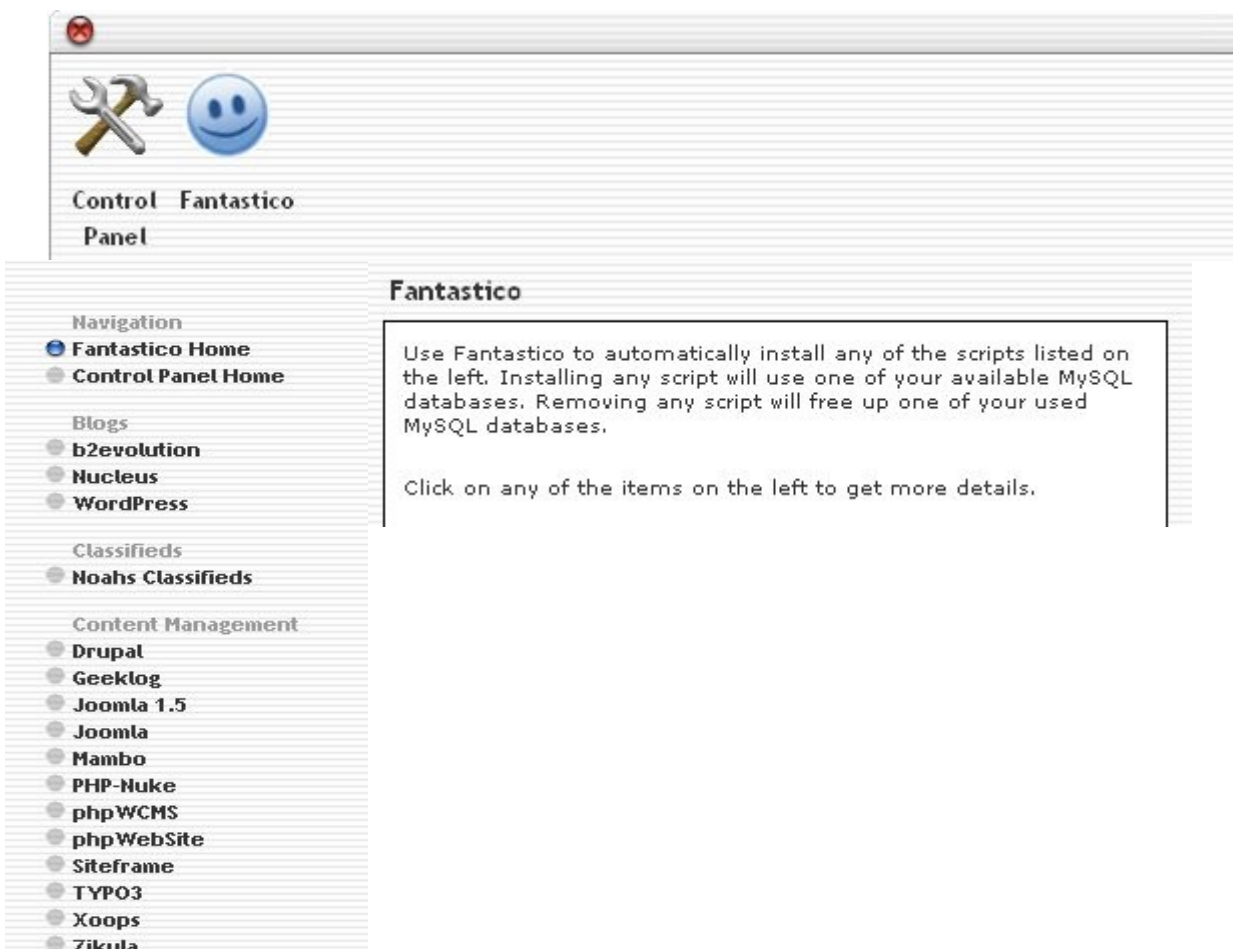 Control Fantastico
Panel
Navigation
Fantastico Home
Control Panel Home
Blogs
b2evolution
Nucleus
WordPress
Classifieds
Noahs Classifieds
Content Management
Drupal
Geeklog
Joomla 1.5
Joomla
Mambo
PHP-Nuke
phpWCMS
phpWebSite
Siteframe
TYPO3
Xoops
Zikula
Fantastico
Use Fantastico to automatically install any of the scripts listed on
the left. Installing any script will use one of your available MySQL
databases. Removing any script will free up one of your used
MySQL databases.
Click on any of the items on the left to get more details.